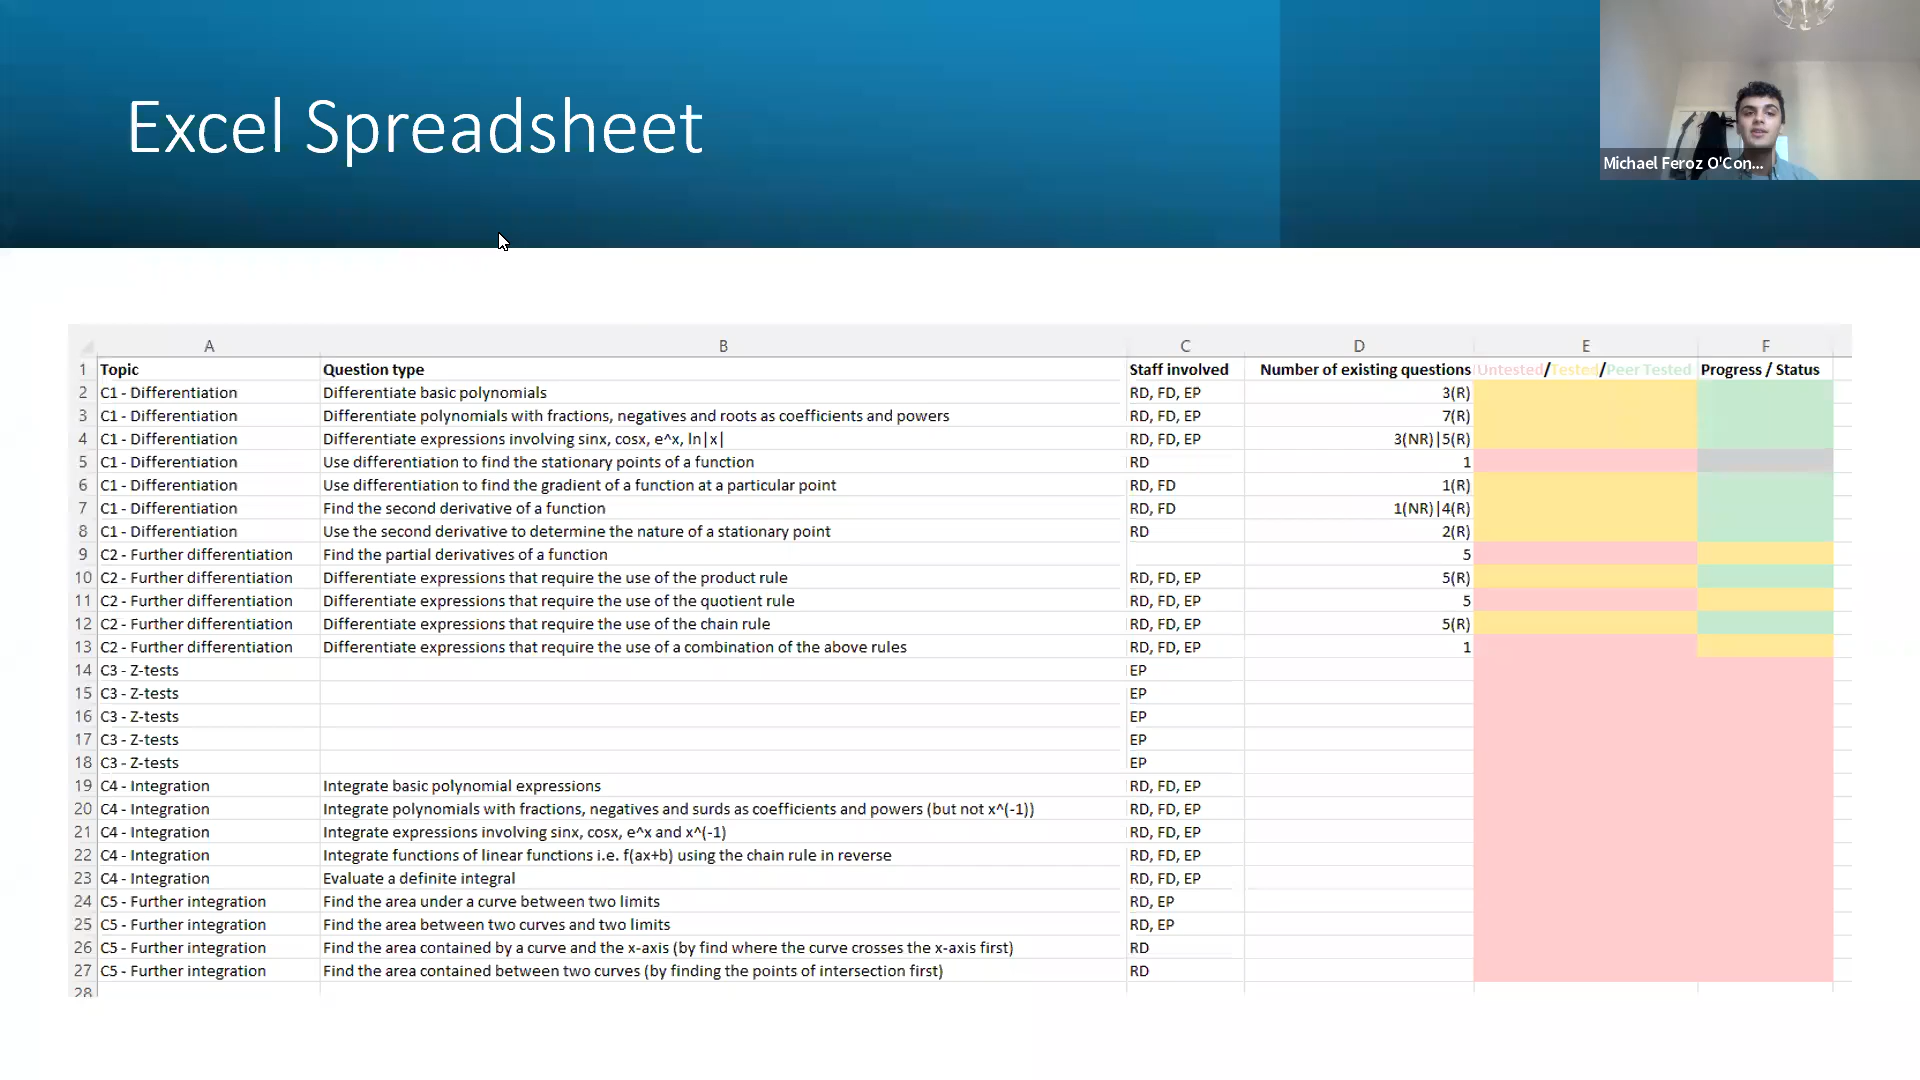 Excel Spreadsheet
Michael Feroz O'Con...
A B C D E F
1 Topic Question type Staff involved Number of existing questions Untested/Tested/Peer Tested Progress / Status
2 C1 - Differentiation Differentiate basic polynomials RD, FD, EP 3(R)
3 C1 - Differentiation Differentiate polynomials with fractions, negatives and roots as coefficients and powers RD, FD, EP 7(R)
4 C1 - Differentiation Differentiate expressions involving sinx, cosx, e^x, ln|x| RD, FD, EP 3(NR)|5(R)
5 C1 - Differentiation Use differentiation to find the stationary points of a function RD 1
6 C1 - Differentiation Use differentiation to find the gradient of a function at a particular point RD, FD 1(R)
7 C1 - Differentiation Find the second derivative of a function RD, FD 1(NR)|4(R)
8 C1 - Differentiation Use the second derivative to determine the nature of a stationary point RD 2(R)
9 C2 - Further differentiation Find the partial derivatives of a function 5
10 C2 - Further differentiation Differentiate expressions that require the use of the product rule RD, FD, EP 5(R)
11 C2 - Further differentiation Differentiate expressions that require the use of the quotient rule RD, FD, EP 5
12 C2 - Further differentiation Differentiate expressions that require the use of the chain rule RD, FD, EP 5(R)
13 C2 - Further differentiation Differentiate expressions that require the use of a combination of the above rules RD, FD, EP 1
14 C3 - Z-tests EP
15 C3 - Z-tests EP
16 C3 - Z-tests EP
17 C3 - Z-tests EP
18 C3 - Z-tests EP
19 C4 - Integration Integrate basic polynomial expressions RD, FD, EP
20 C4 - Integration Integrate polynomials with fractions, negatives and surds as coefficients and powers (but not x^(-1)) RD, FD, EP
21 C4 - Integration Integrate expressions involving sinx, cosx, e^x and x^(-1) RD, FD, EP
22 C4 - Integration Integrate functions of linear functions i.e. f(ax+b) using the chain rule in reverse RD, FD, EP
23 C4 - Integration Evaluate a definite integral RD, FD, EP
24 C5 - Further integration Find the area under a curve between two limits RD, EP
25 C5 - Further integration Find the area between two curves and two limits RD, EP
26 C5 - Further integration Find the area contained by a curve and the x-axis (by find where the curve crosses the x-axis first) RD
27 C5 - Further integration Find the area contained between two curves (by finding the points of intersection first) RD
28